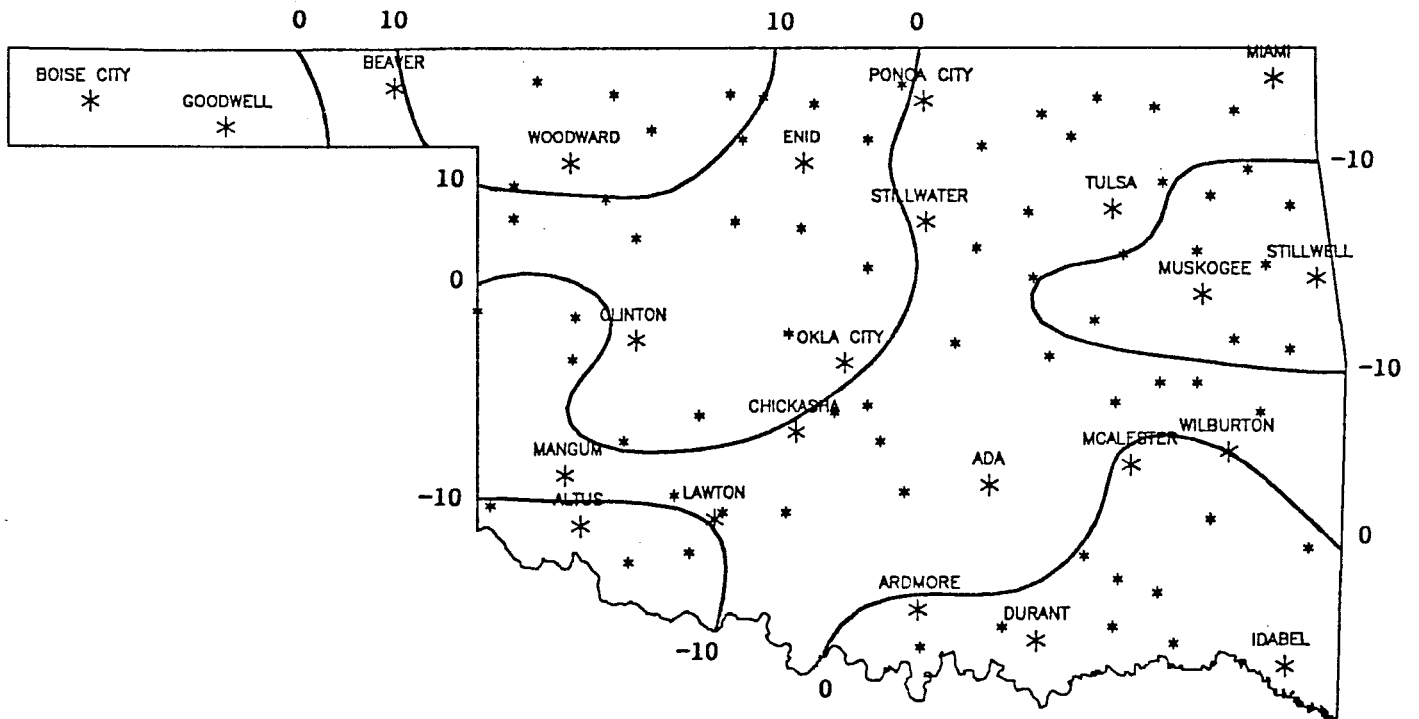 0 10 10 0
MIAMI
BEAVER
BOISE CITY
PONCA CITY
GOODWELL
WOODWARD
ENID
-10
10
TULSA
STILLWATER
STILLWELL
MUSKOGEE
0
CLINTON
OKLA CITY
-10
CHICKASHA
WILBURTON
MCALESTER
MANGUM
ADA
-10
ALTUS
LAWTON
0
ARDMORE
DURANT
IDABEL
-10
0